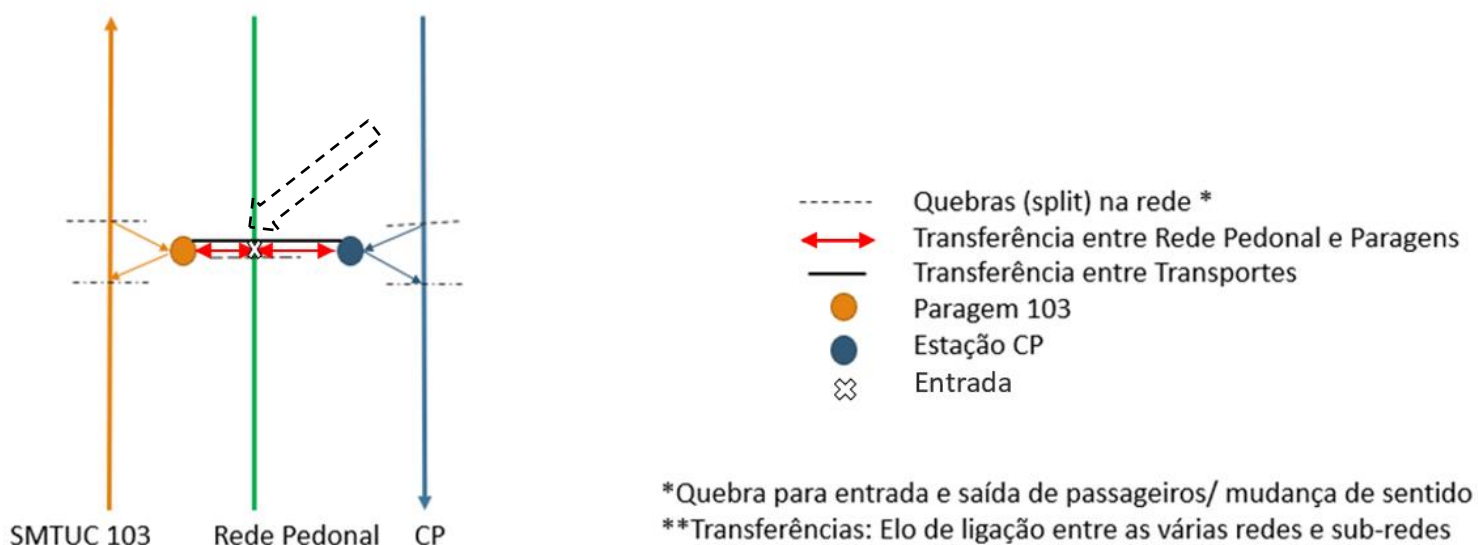 Quebras (split) na rede *
Transferência entre Rede Pedonal e Paragens
Transferência entre Transportes
Paragem 103
Estação CP
Entrada
*Quebra para entrada e saída de passageiros/ mudança de sentido
**Transferências: Elo de ligação entre as várias redes e sub-redes
SMTUC 103 Rede Pedonal CP